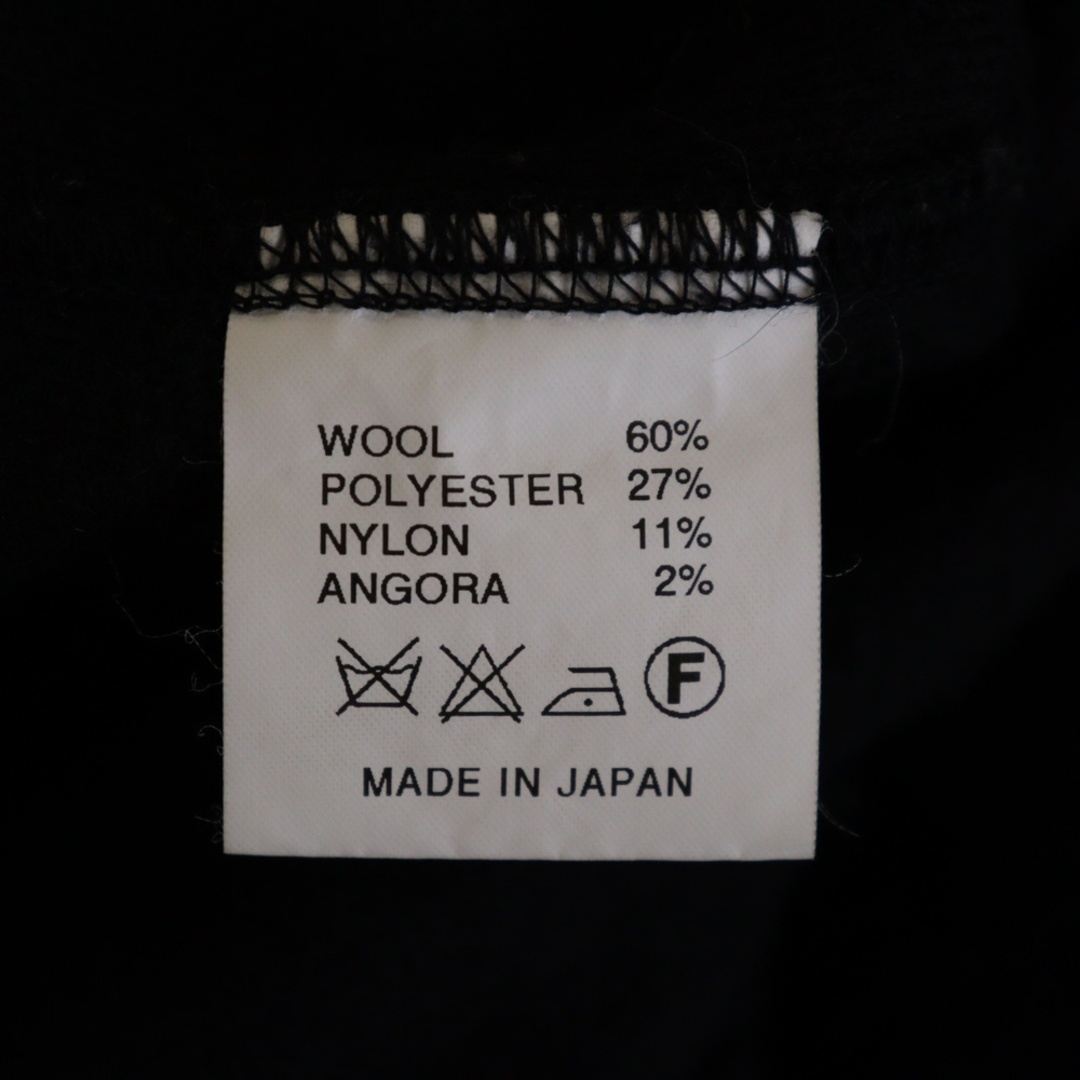 WOOL 60%
POLYESTER 27%
NYLON 11%
ANGORA 2%
F
MADE IN JAPAN